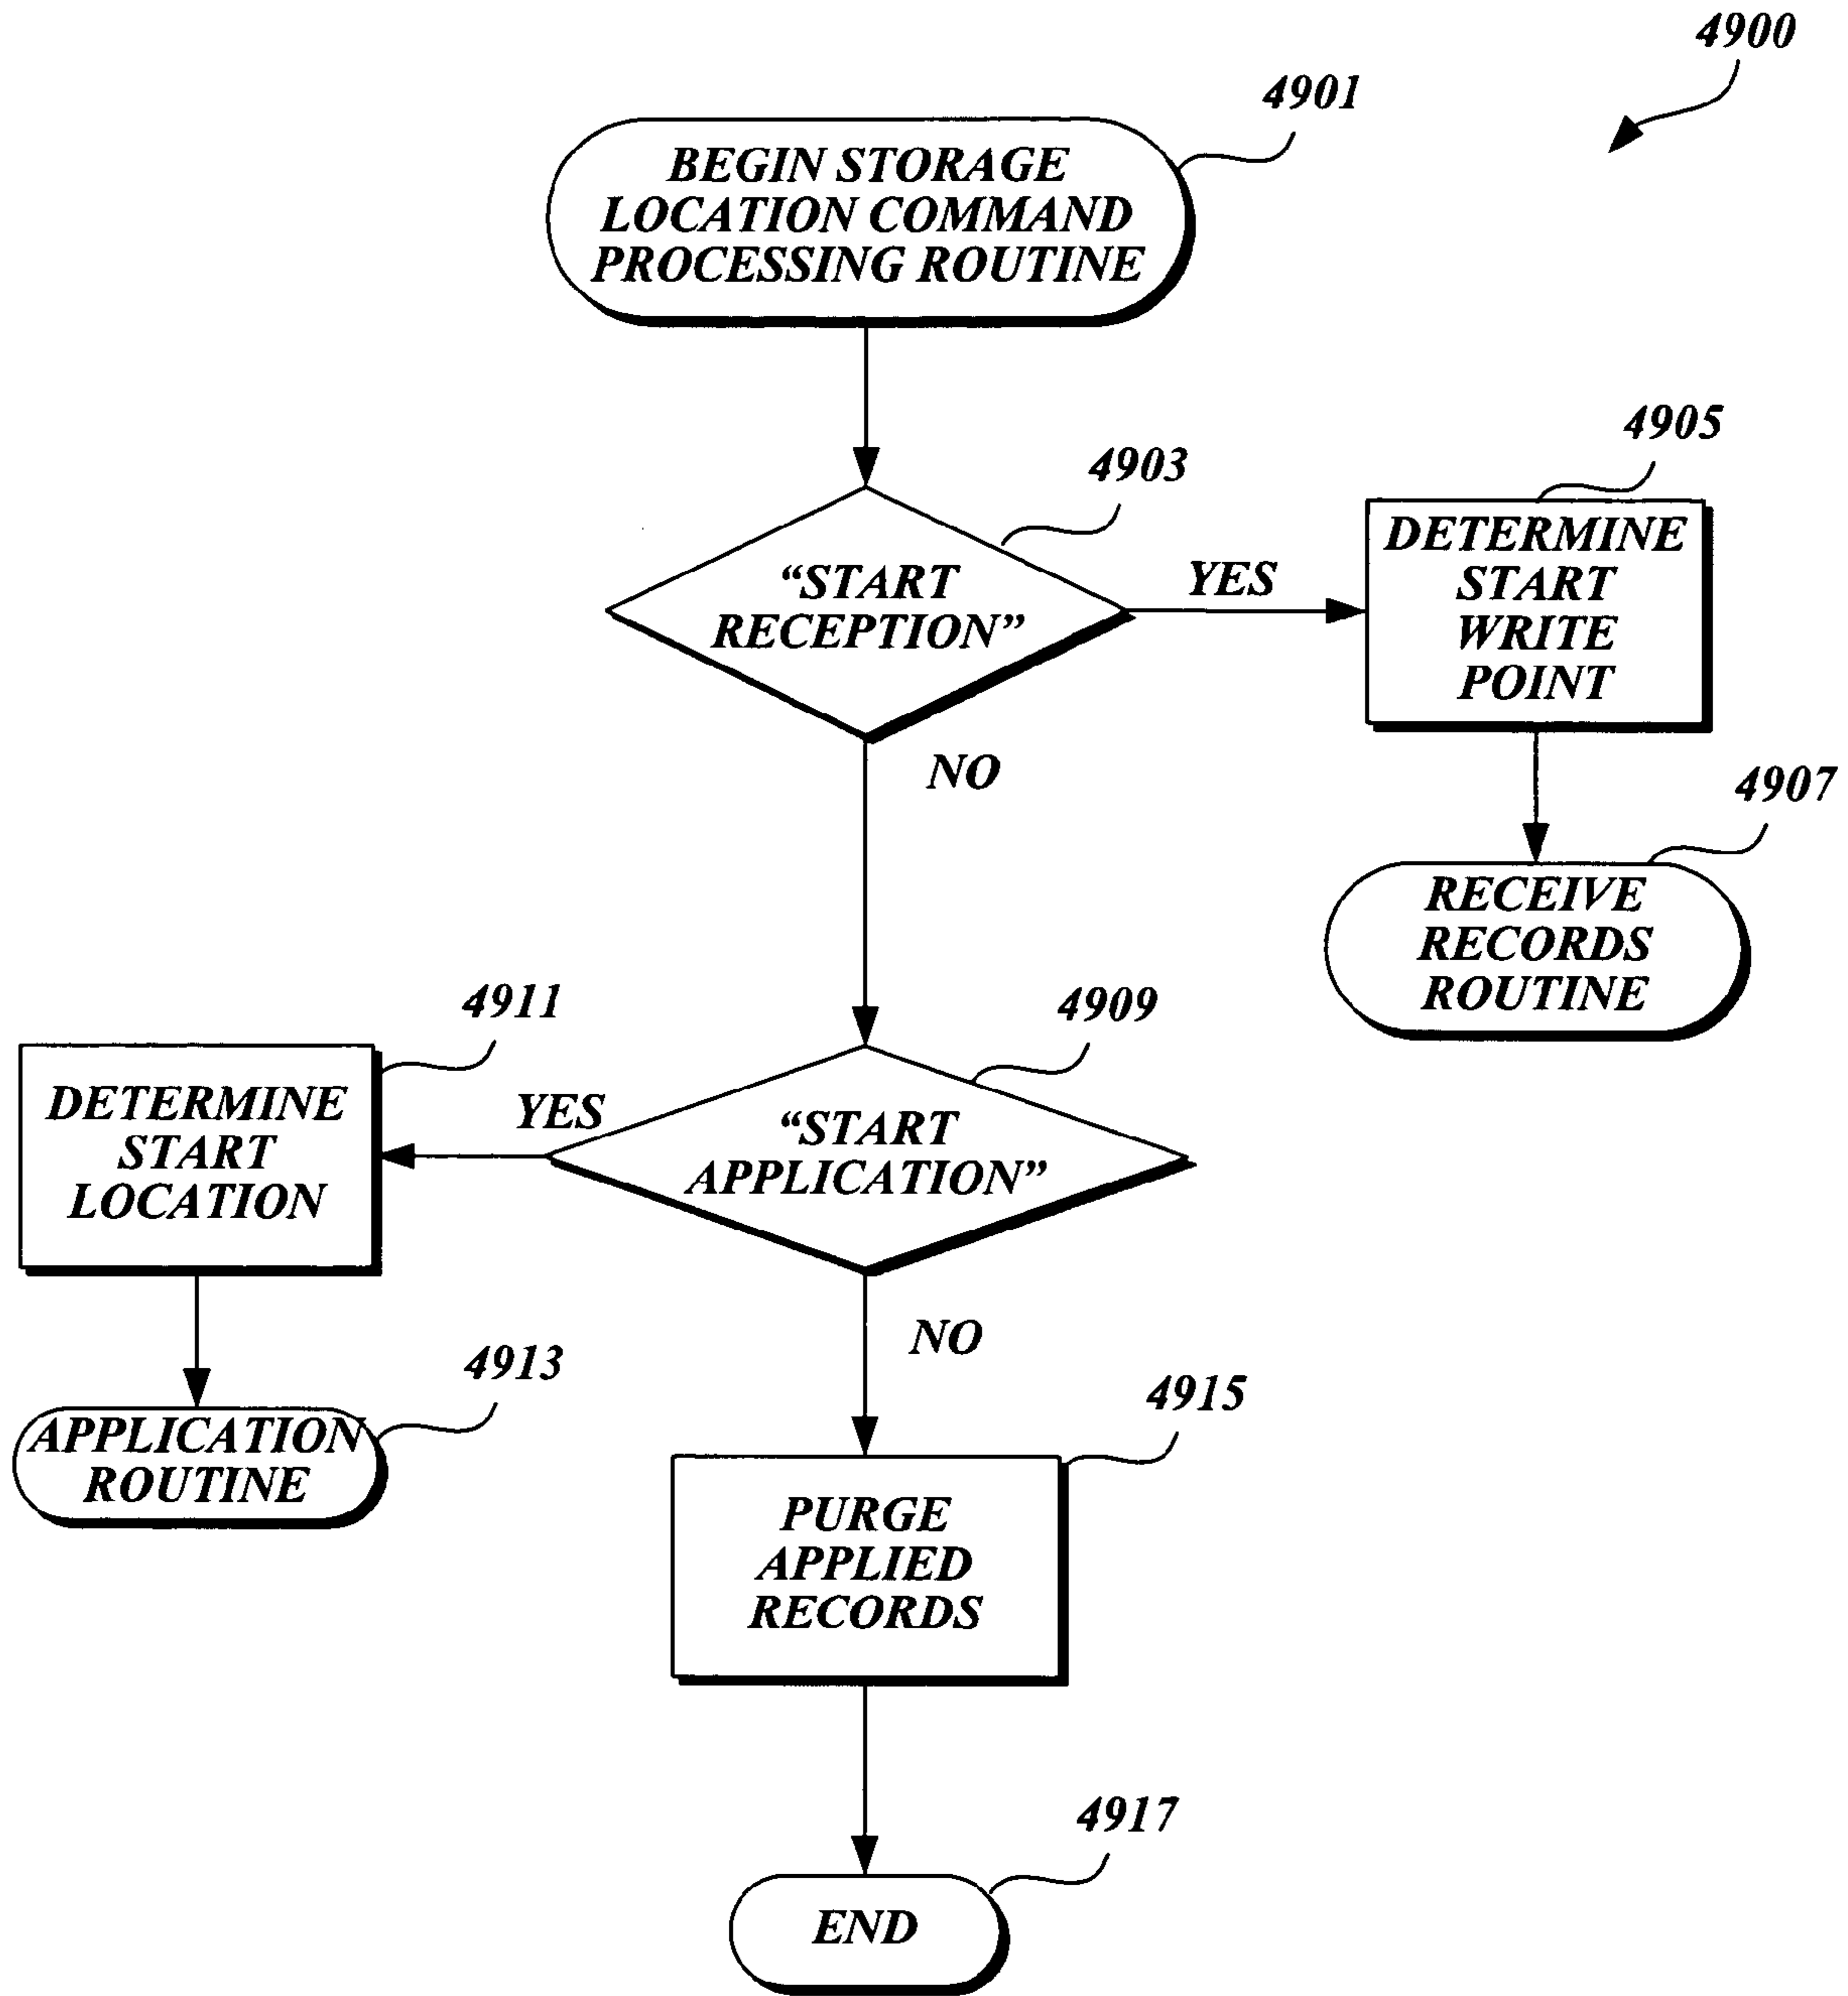 4900
4901
BEGIN STORAGE
LOCATION COMMAND
PROCESSING ROUTINE
4903
“START
RECEPTION”
YES
4905
DETERMINE
START
WRITE
POINT
NO
4907
RECEIVE
RECORDS
ROUTINE
4909
“START
APPLICATION”
YES
4911
DETERMINE
START
LOCATION
4913
APPLICATION
ROUTINE
NO
4915
PURGE
APPLIED
RECORDS
4917
END